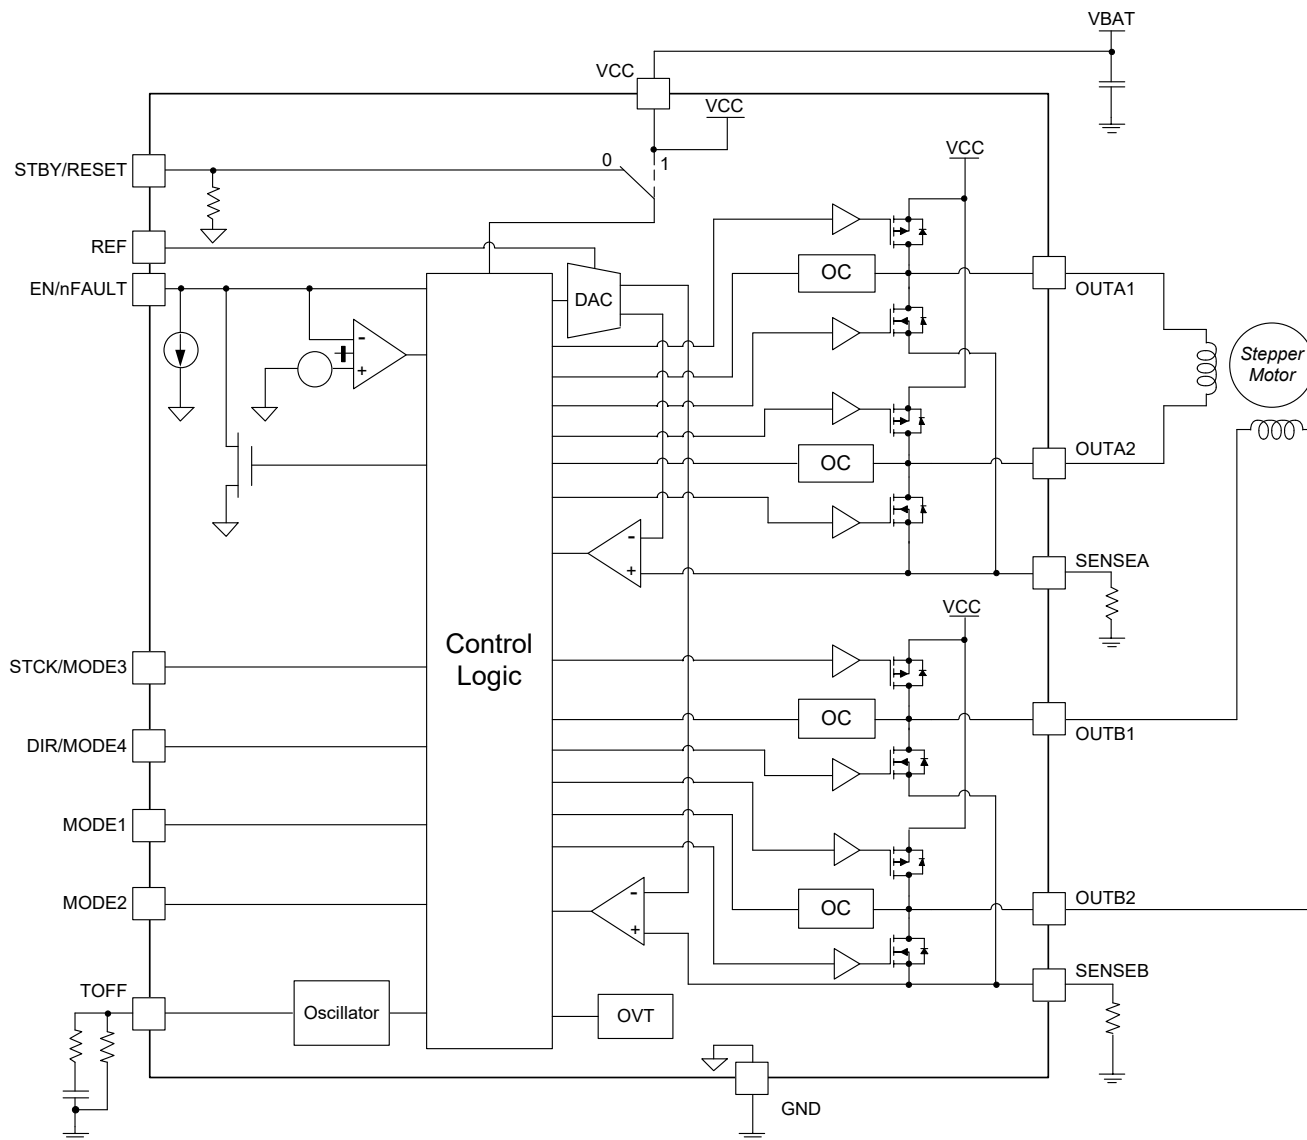 VBAT
VCC
VCC
STBY/RESET
0
1
VCC
REF
EN/nFAULT
DAC
OC
OUTA1
-
+
Stepper
Motor
OC
OUTA2
-
+
SENSEA
VCC
Control
Logic
STCK/MODE3
OC
OUTB1
DIR/MODE4
MODE1
MODE2
-
+
OC
OUTB2
SENSEB
TOFF
Oscillator
OVT
GND